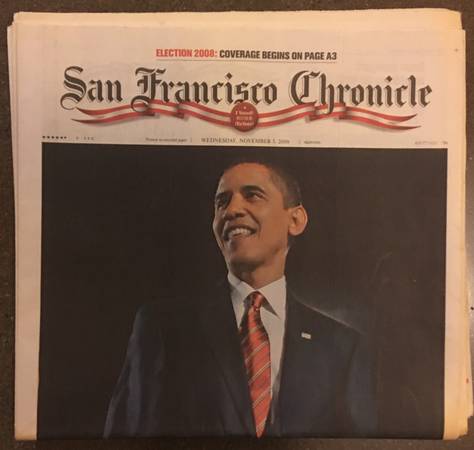 ELECTION 2008: COVERAGE BEGINS ON PAGE A3
San Francisco Chronicle
WEDNESDAY, NOVEMBER 5, 2008